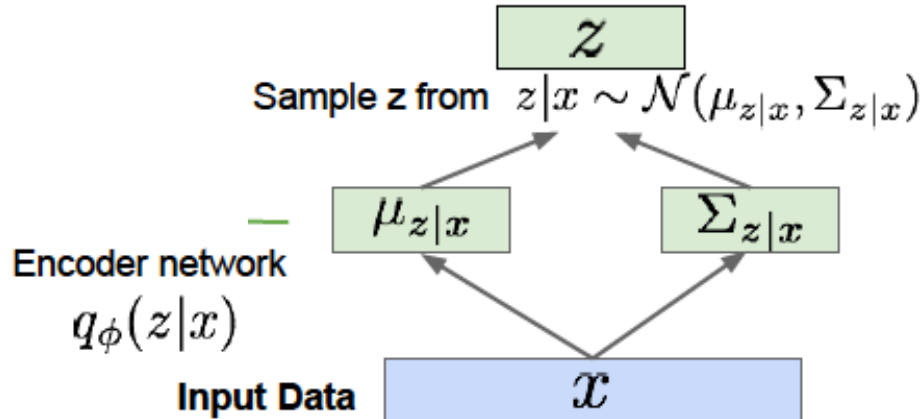 z
Sample z from z|x ∼ 𝒩(μ_{z|x}, Σ_{z|x})
μ_{z|x} Σ_{z|x}
Encoder network
q_ϕ(z|x)
Input Data x